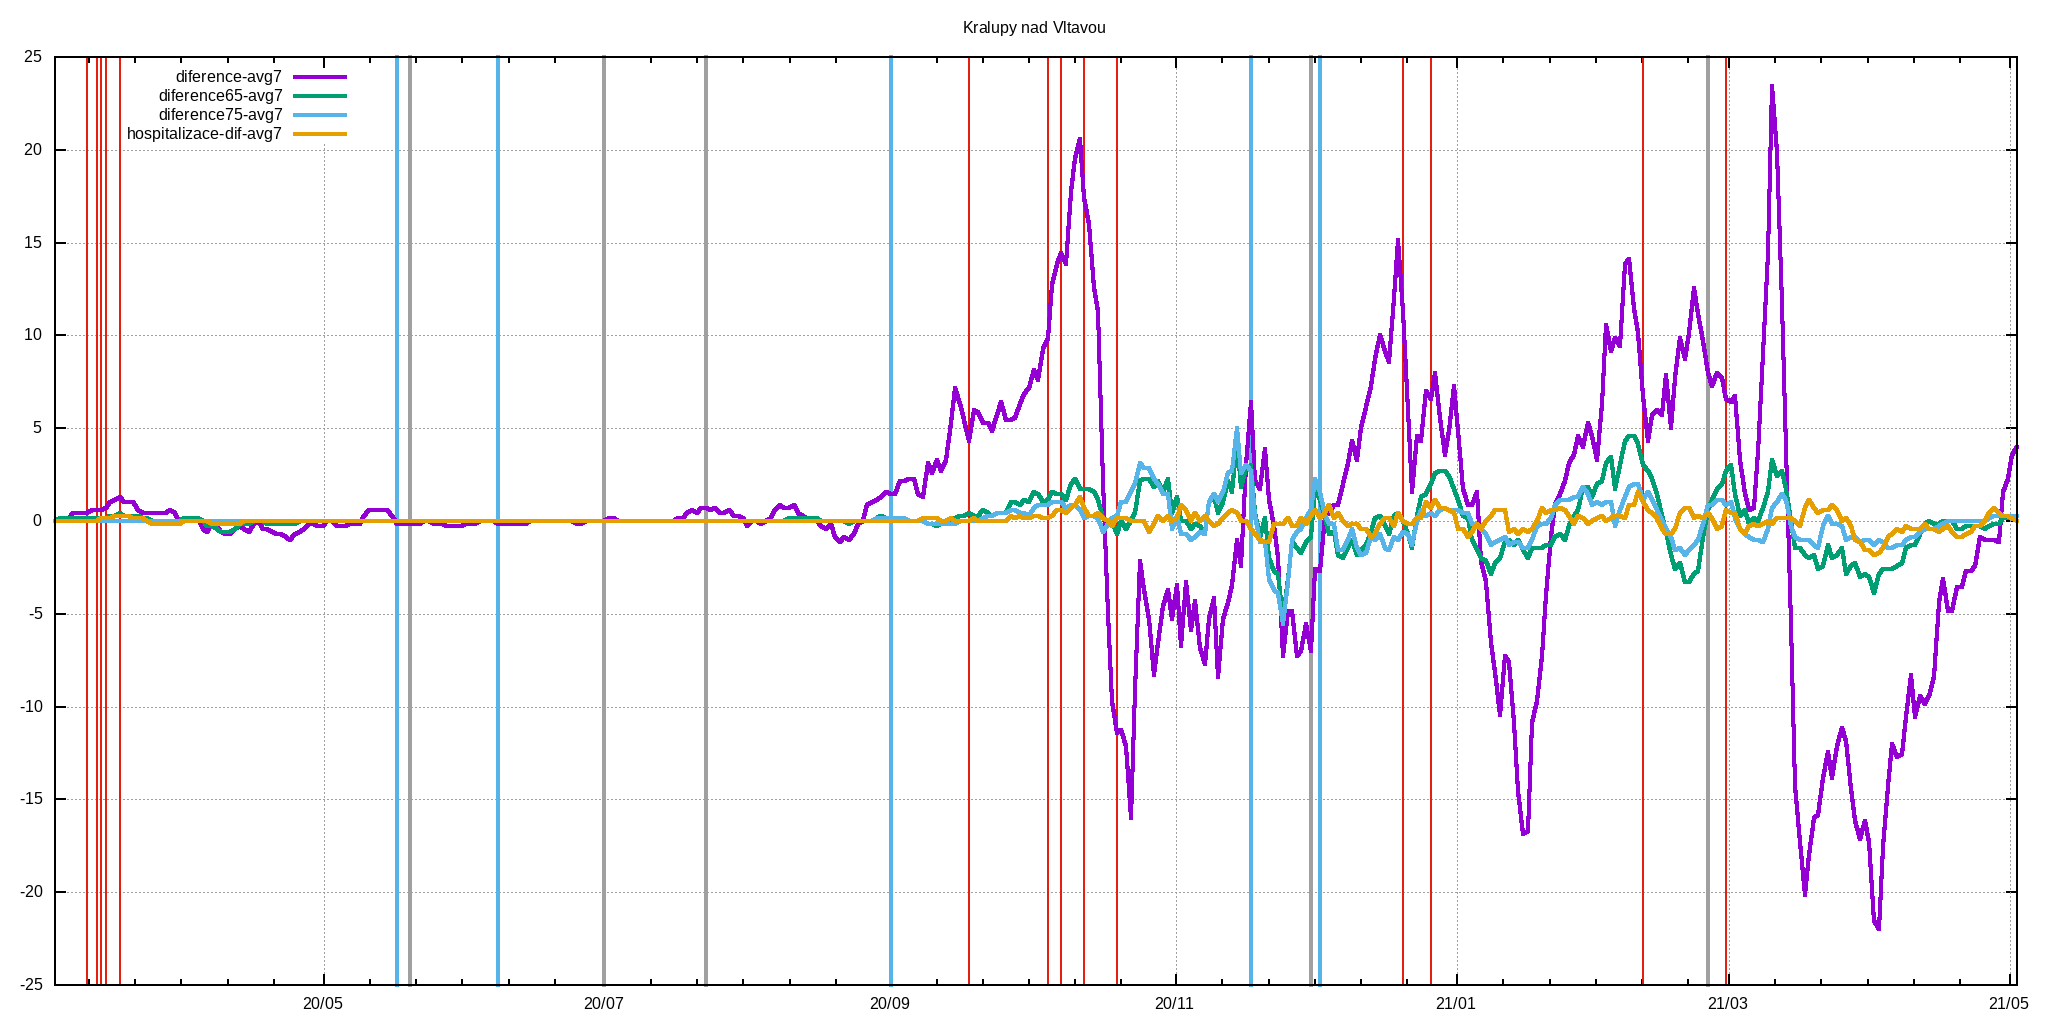 Kralupy nad Vltavou
diference-avg7
diference65-avg7
diference75-avg7
hospitalizace-dif-avg7
25
20
15
10
5
0
-5
-10
-15
-20
-25
20/05 20/07 20/09 20/11 21/01 21/03 21/05